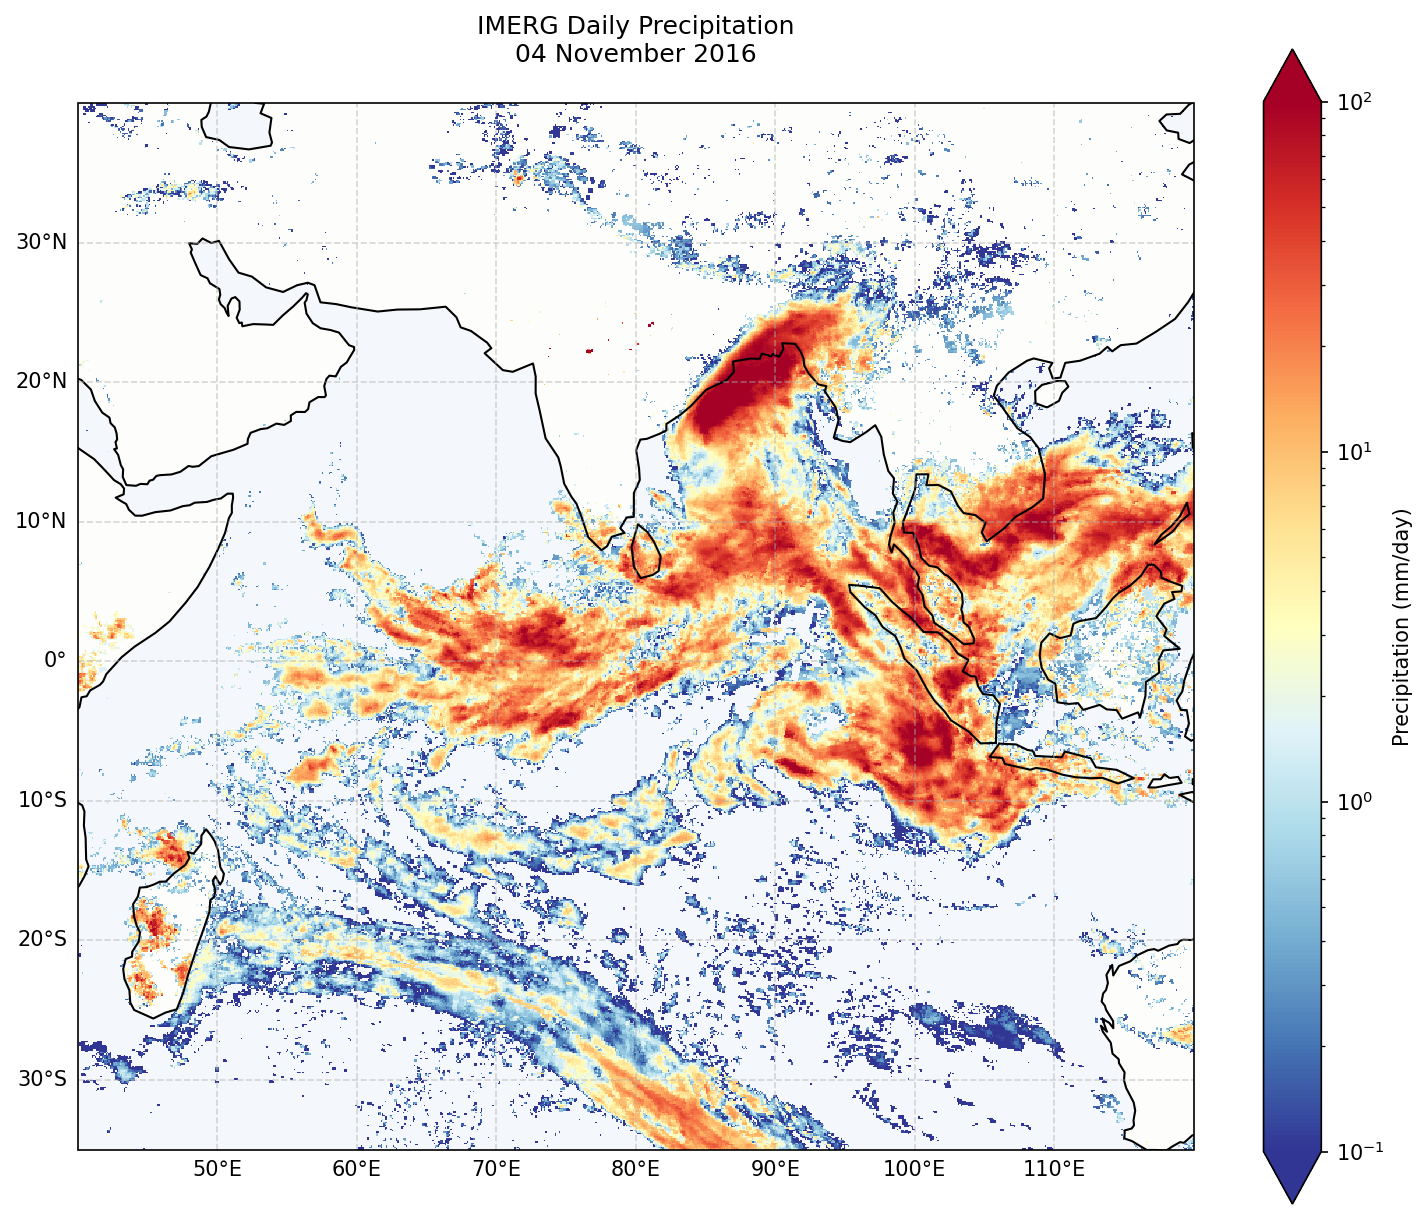 IMERG Daily Precipitation
04 November 2016
30°N
20°N
10°N
0°
10°S
20°S
30°S
50°E 60°E 70°E 80°E 90°E 100°E 110°E
10²
10¹
10⁰
10⁻¹
Precipitation (mm/day)